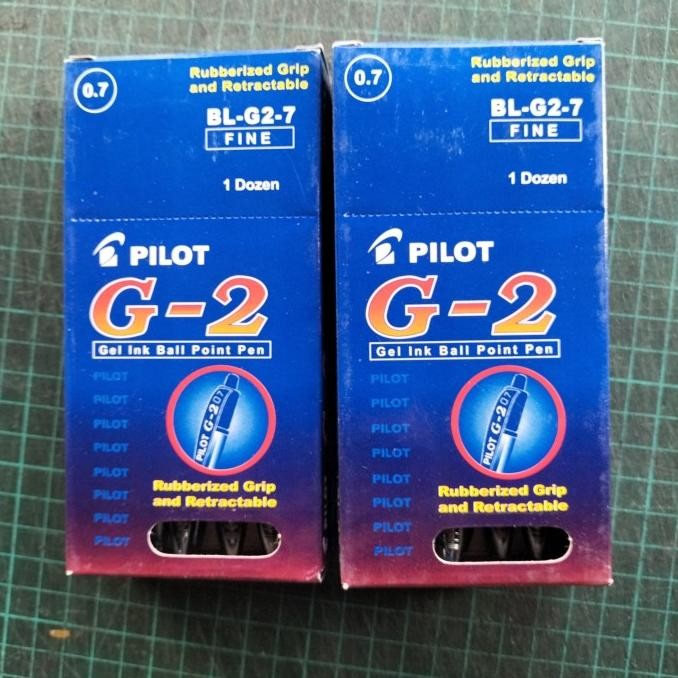 0.7
Rubberized Grip
and Retractable
BL-G2-7
FINE
1 Dozen
PILOT
G-2
Gel Ink Ball Point Pen
PILOT
PILOT
PILOT
PILOT
PILOT
PILOT
PILOT
PILOT
PILOT G-2 07
Rubberized Grip
and Retractable
0.7
Rubberized Grip
and Retractable
BL-G2-7
FINE
1 Dozen
PILOT
G-2
Gel Ink Ball Point Pen
PILOT
PILOT
PILOT
PILOT
PILOT
PILOT
PILOT
PILOT
PILOT G-2 07
Rubberized Grip
and Retractable